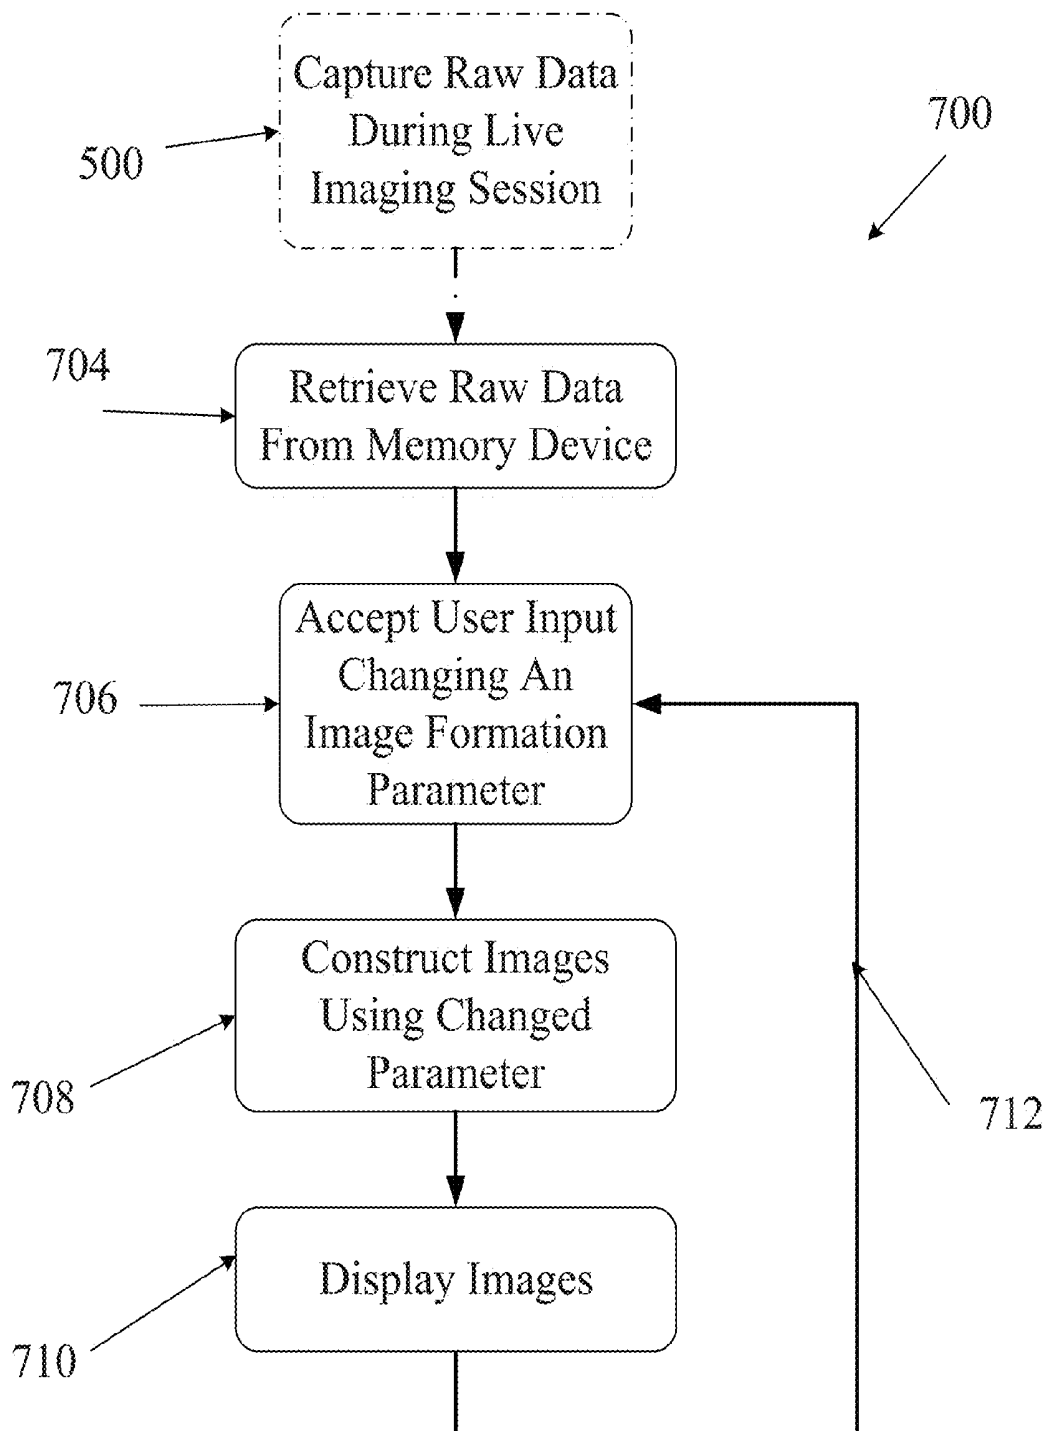 Capture Raw Data
During Live
Imaging Session
500
700
704
Retrieve Raw Data
From Memory Device
Accept User Input
Changing An
Image Formation
Parameter
706
Construct Images
Using Changed
Parameter
708
712
Display Images
710